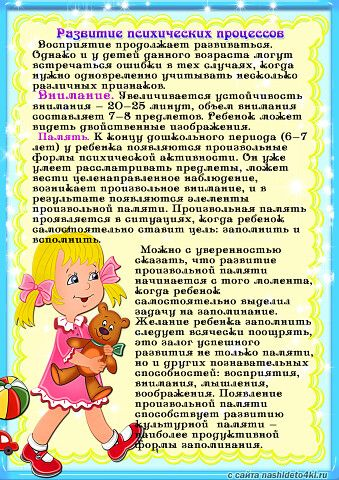 Развитие психических процессов
Восприятие продолжает развиваться.
Однако и у детей данного возраста могут
встречаться ошибки в тех случаях, когда
нужно одновременно учитывать несколько
различных признаков.
Внимание. Увеличивается устойчивость
внимания – 20–25 минут, объем внимания
составляет 7–8 предметов. Ребенок может
видеть двойственные изображения.
Память. К концу дошкольного периода (6–7
лет) у ребенка появляются произвольные
формы психической активности. Он уже
умеет рассматривать предметы, может
вести целенаправленное наблюдение,
возникает произвольное внимание, и в
результате появляются элементы
произвольной памяти. Произвольная память
проявляется в ситуациях, когда ребенок
самостоятельно ставит цель: запомнить и
вспомнить.
Можно с уверенностью
сказать, что развитие
произвольной памяти
начинается с того момента,
когда ребенок
самостоятельно выделил
задачу на запоминание.
Желание ребенка запомнить
следует всячески поощрять,
это залог успешного
развития не только памяти,
но и других познавательных
способностей: восприятия,
внимания, мышления,
воображения. Появление
произвольной памяти
способствует развитию
культурной памяти –
наиболее продуктивной
формы запоминания.
с сайта nashideto4ki.ru